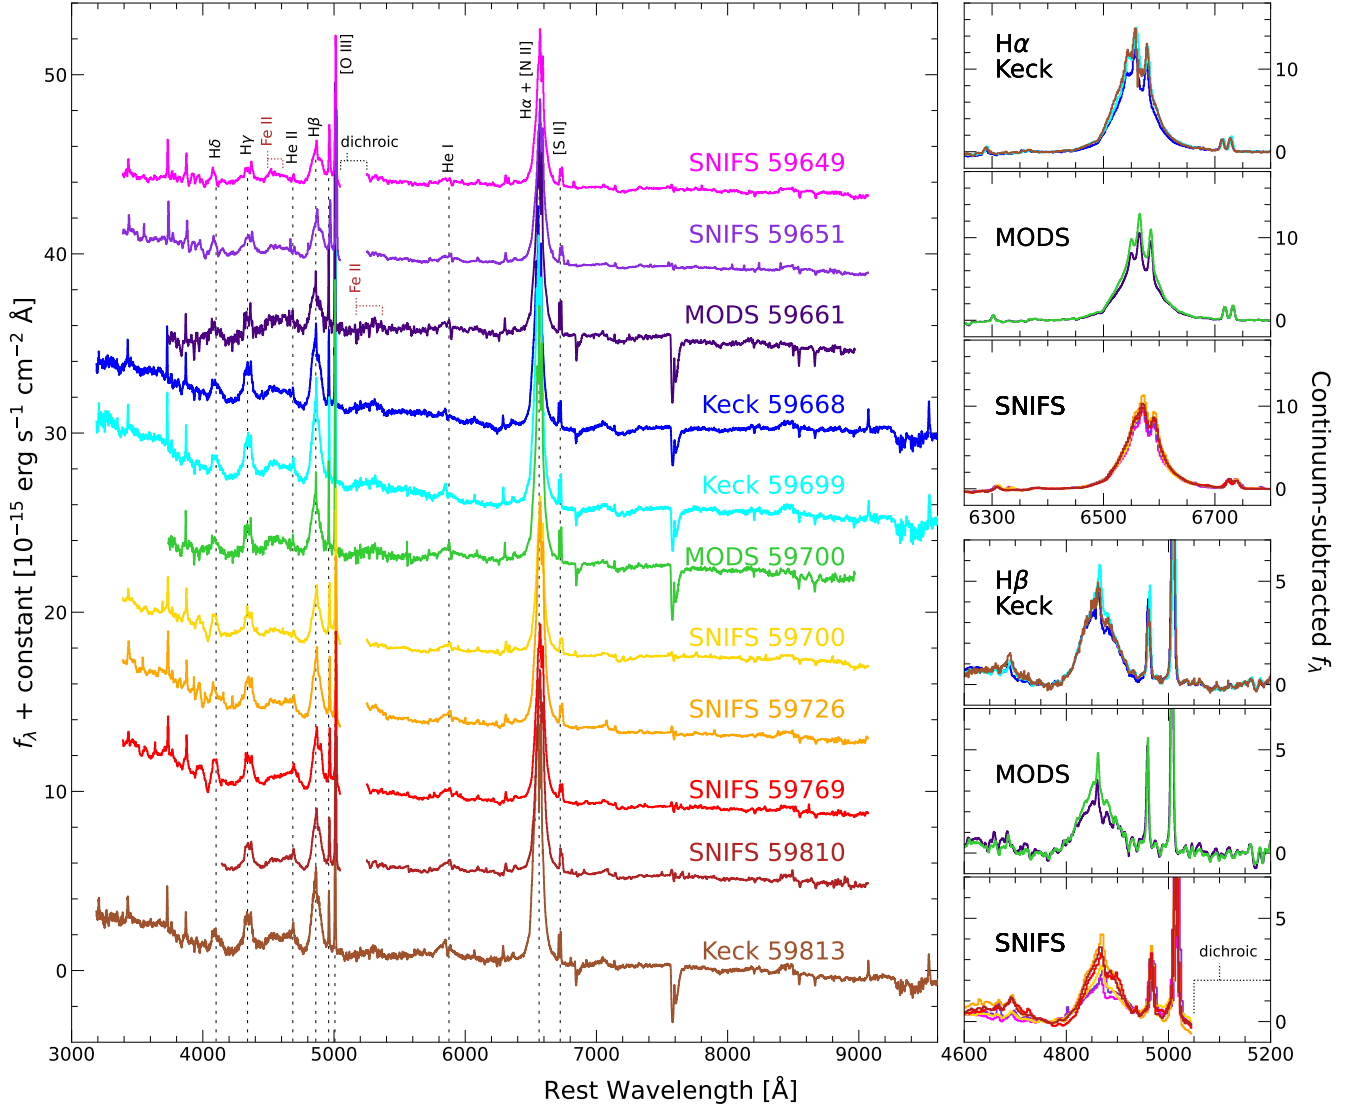 50
40
30
20
10
0
3000
4000
5000
6000
7000
8000
9000
Rest Wavelength [Å]
fλ + constant [10⁻¹⁵ erg s⁻¹ cm⁻² Å]
Hδ
Hγ
Fe II
He II
Hβ
[O III]
dichroic
He I
Hα + [N II]
[S II]
Fe II
SNIFS 59649
SNIFS 59651
MODS 59661
Keck 59668
Keck 59699
MODS 59700
SNIFS 59700
SNIFS 59726
SNIFS 59769
SNIFS 59810
Keck 59813
Hα
Keck
10
0
MODS
10
0
SNIFS
10
0
6300
6500
6700
Hβ
Keck
5
0
MODS
5
0
SNIFS
dichroic
5
0
4600
4800
5000
5200
Continuum-subtracted fλ